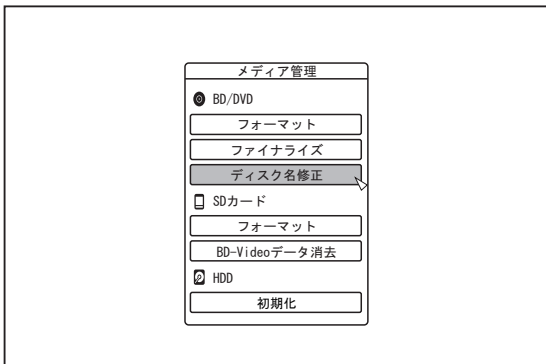 メディア管理
BD/DVD
フォーマット
ファイナライズ
ディスク名修正
SDカード
フォーマット
BD-Videoデータ消去
HDD
初期化